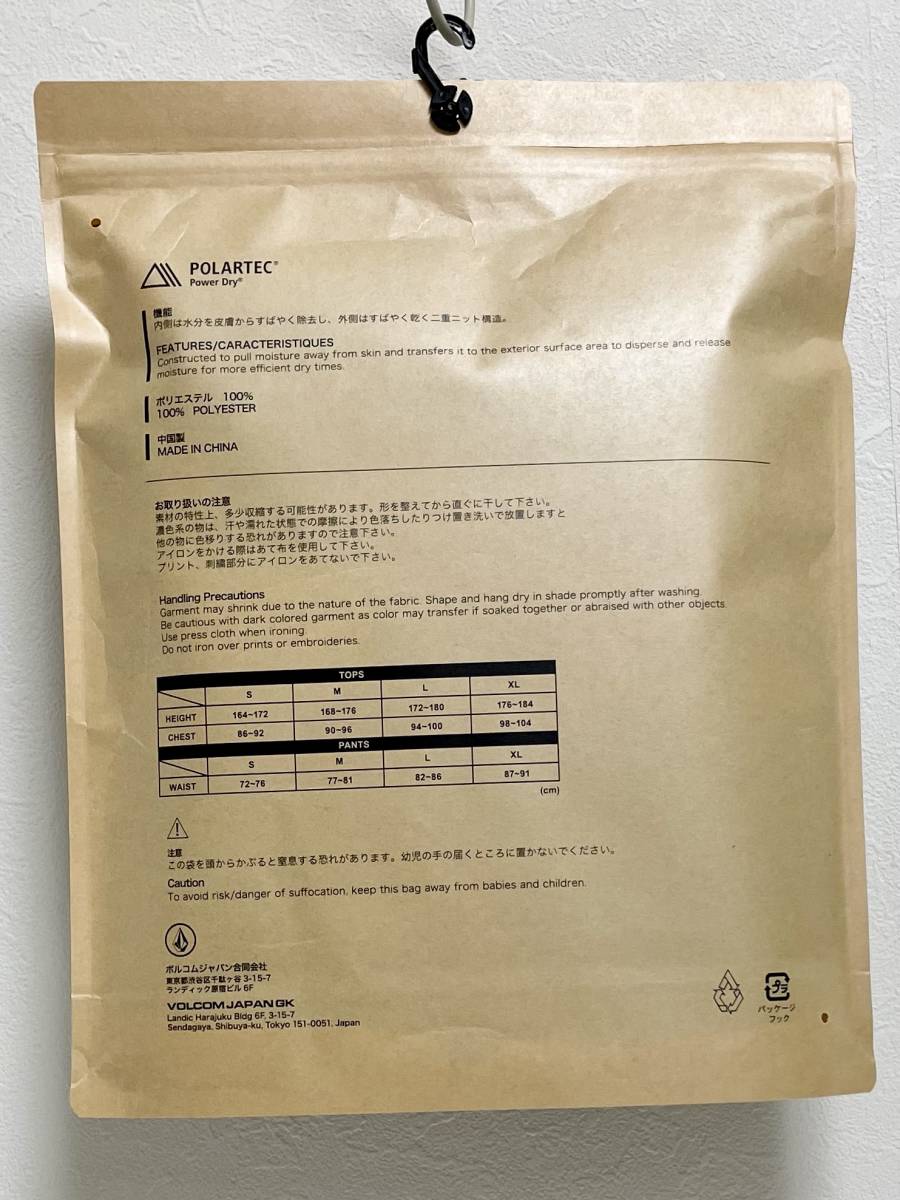 POLARTEC®
Power Dry®
機能
内側は水分を皮膚からすばやく除去し、外側はすばやく乾く二重ニット構造。
FEATURES/CARACTERISTIQUES
Constructed to pull moisture away from skin and transfers it to the exterior surface area to disperse and release
moisture for more efficient dry times.
ポリエステル 100%
100% POLYESTER
中国製
MADE IN CHINA
お取り扱いの注意
素材の特性上、多少収縮する可能性があります。形を整えてから直ぐに干して下さい。
濃色系の物は、汗や濡れた状態での摩擦により色落ちしたりつけ置き洗いで放置しますと
他の物に色移りする恐れがありますので注意下さい。
アイロンをかける際はあて布を使用して下さい。
プリント、刺繍部分にアイロンをあてないで下さい。
Handling Precautions
Garment may shrink due to the nature of the fabric. Shape and hang dry in shade promptly after washing.
Be cautious with dark colored garment as color may transfer if soaked together or abraised with other objects.
Use press cloth when ironing.
Do not iron over prints or embroideries.
TOPS
S M L XL
HEIGHT 164~172 168~176 172~180 176~184
CHEST 86~92 90~96 94~100 98~104
PANTS
S M L XL
WAIST 72~76 77~81 82~86 87~91
(cm)
注意
この袋を頭からかぶると窒息する恐れがあります。幼児の手の届くところに置かないでください。
Caution
To avoid risk/danger of suffocation, keep this bag away from babies and children.
ボルコムジャパン合同会社
東京都渋谷区千駄ヶ谷 3-15-7
ランディック原宿ビル 6F
VOLCOM JAPAN GK
Landic Harajuku Bldg 6F, 3-15-7
Sendagaya, Shibuya-ku, Tokyo 151-0051, Japan
プラ
パッケージ
フック